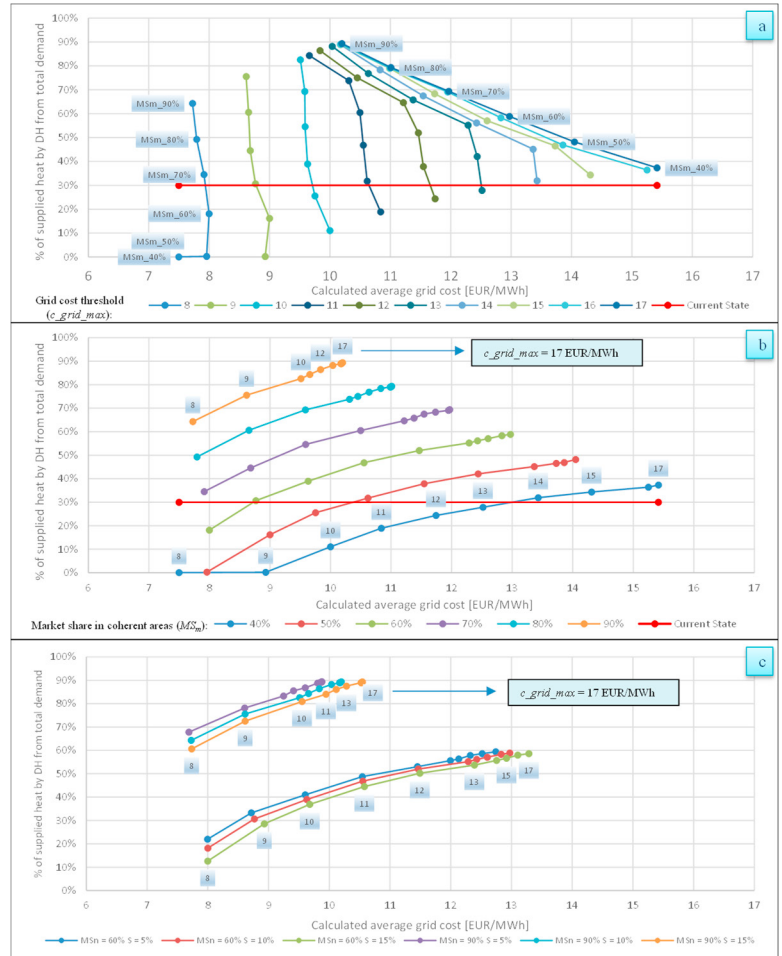 a
% of supplied heat by DH from total demand
100%
90%
80%
70%
60%
50%
40%
30%
20%
10%
0%
MSm_90%
MSm_80%
MSm_70%
MSm_60%
MSm_50%
MSm_40%
MSm_90%
MSm_80%
MSm_70%
MSm_60%
MSm_50%
MSm_40%
6 7 8 9 10 11 12 13 14 15 16 17
Calculated average grid cost [EUR/MWh]
Grid cost threshold
(c_grid_max):
8 9 10 11 12 13 14 15 16 17 Current State
b
% of supplied heat by DH from total demand
100%
90%
80%
70%
60%
50%
40%
30%
20%
10%
0%
c_grid_max = 17 EUR/MWh
8 9 10 12 17
8 9 10 11 12 13 14 15 17
6 7 8 9 10 11 12 13 14 15 16 17
Calculated average grid cost [EUR/MWh]
Market share in coherent areas (MSm): 40% 50% 60% 70% 80% 90% Current State
c
% of supplied heat by DH from total demand
100%
90%
80%
70%
60%
50%
40%
30%
20%
10%
0%
c_grid_max = 17 EUR/MWh
8 9 10 11 13 17
8 9 10 11 12 13 15 17
6 7 8 9 10 11 12 13 14 15 16 17
Calculated average grid cost [EUR/MWh]
MSn = 60% S = 5% MSn = 60% S = 10% MSn = 60% S = 15% MSn = 90% S = 5% MSn = 90% S = 10% MSn = 90% S = 15%